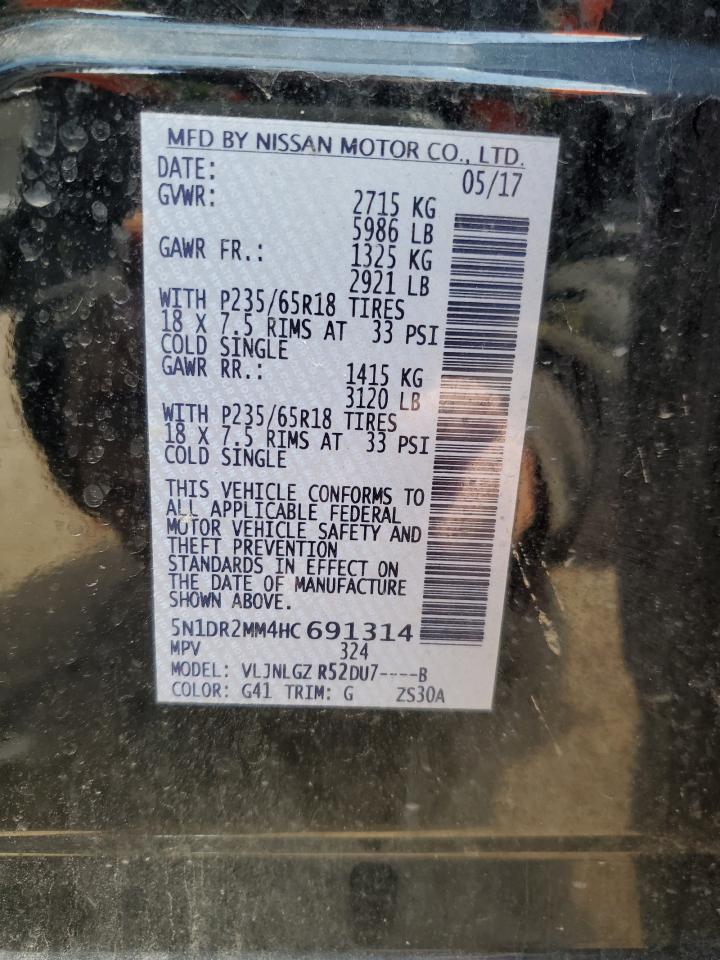 MFD BY NISSAN MOTOR CO., LTD.
DATE: 05/17
GVWR: 2715 KG
5986 LB
GAWR FR.: 1325 KG
2921 LB
WITH P235/65R18 TIRES
18 X 7.5 RIMS AT 33 PSI
COLD SINGLE
GAWR RR.: 1415 KG
3120 LB
WITH P235/65R18 TIRES
18 X 7.5 RIMS AT 33 PSI
COLD SINGLE
THIS VEHICLE CONFORMS TO
ALL APPLICABLE FEDERAL
MOTOR VEHICLE SAFETY AND
THEFT PREVENTION
STANDARDS IN EFFECT ON
THE DATE OF MANUFACTURE
SHOWN ABOVE.
5N1DR2MM4HC 691314
MPV 324
MODEL: VLJNLGZ R52DU7----B
COLOR: G41 TRIM: G ZS30A